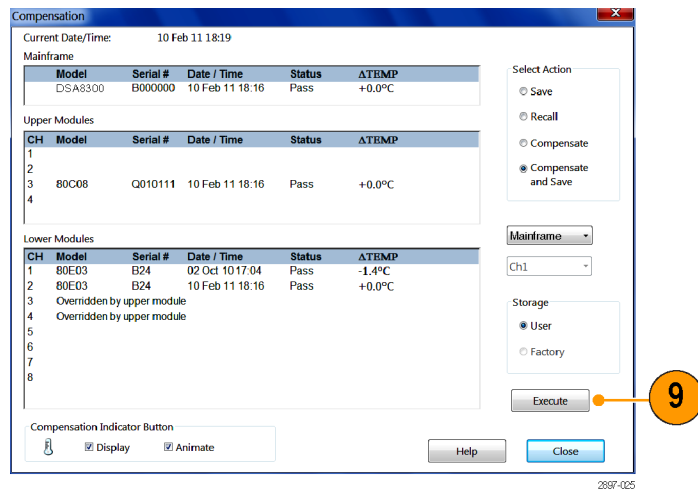 Compensation
Current Date/Time: 10 Feb 11 18:19
Mainframe
Model Serial # Date / Time Status ΔTEMP
DSA8300 B000000 10 Feb 11 18:16 Pass +0.0ºC
Upper Modules
CH Model Serial # Date / Time Status ΔTEMP
1
2
3 80C08 Q010111 10 Feb 11 18:16 Pass +0.0ºC
4
Lower Modules
CH Model Serial # Date / Time Status ΔTEMP
1 80E03 B24 02 Oct 10 17:04 Pass -1.4ºC
2 80E03 B24 10 Feb 11 18:16 Pass +0.0ºC
3 Overridden by upper module
4 Overridden by upper module
5
6
7
8
Compensation Indicator Button
Display Animate
Select Action
Save
Recall
Compensate
Compensate
and Save
Mainframe
Ch1
Storage
User
Factory
Execute
9
Help Close
2897-025